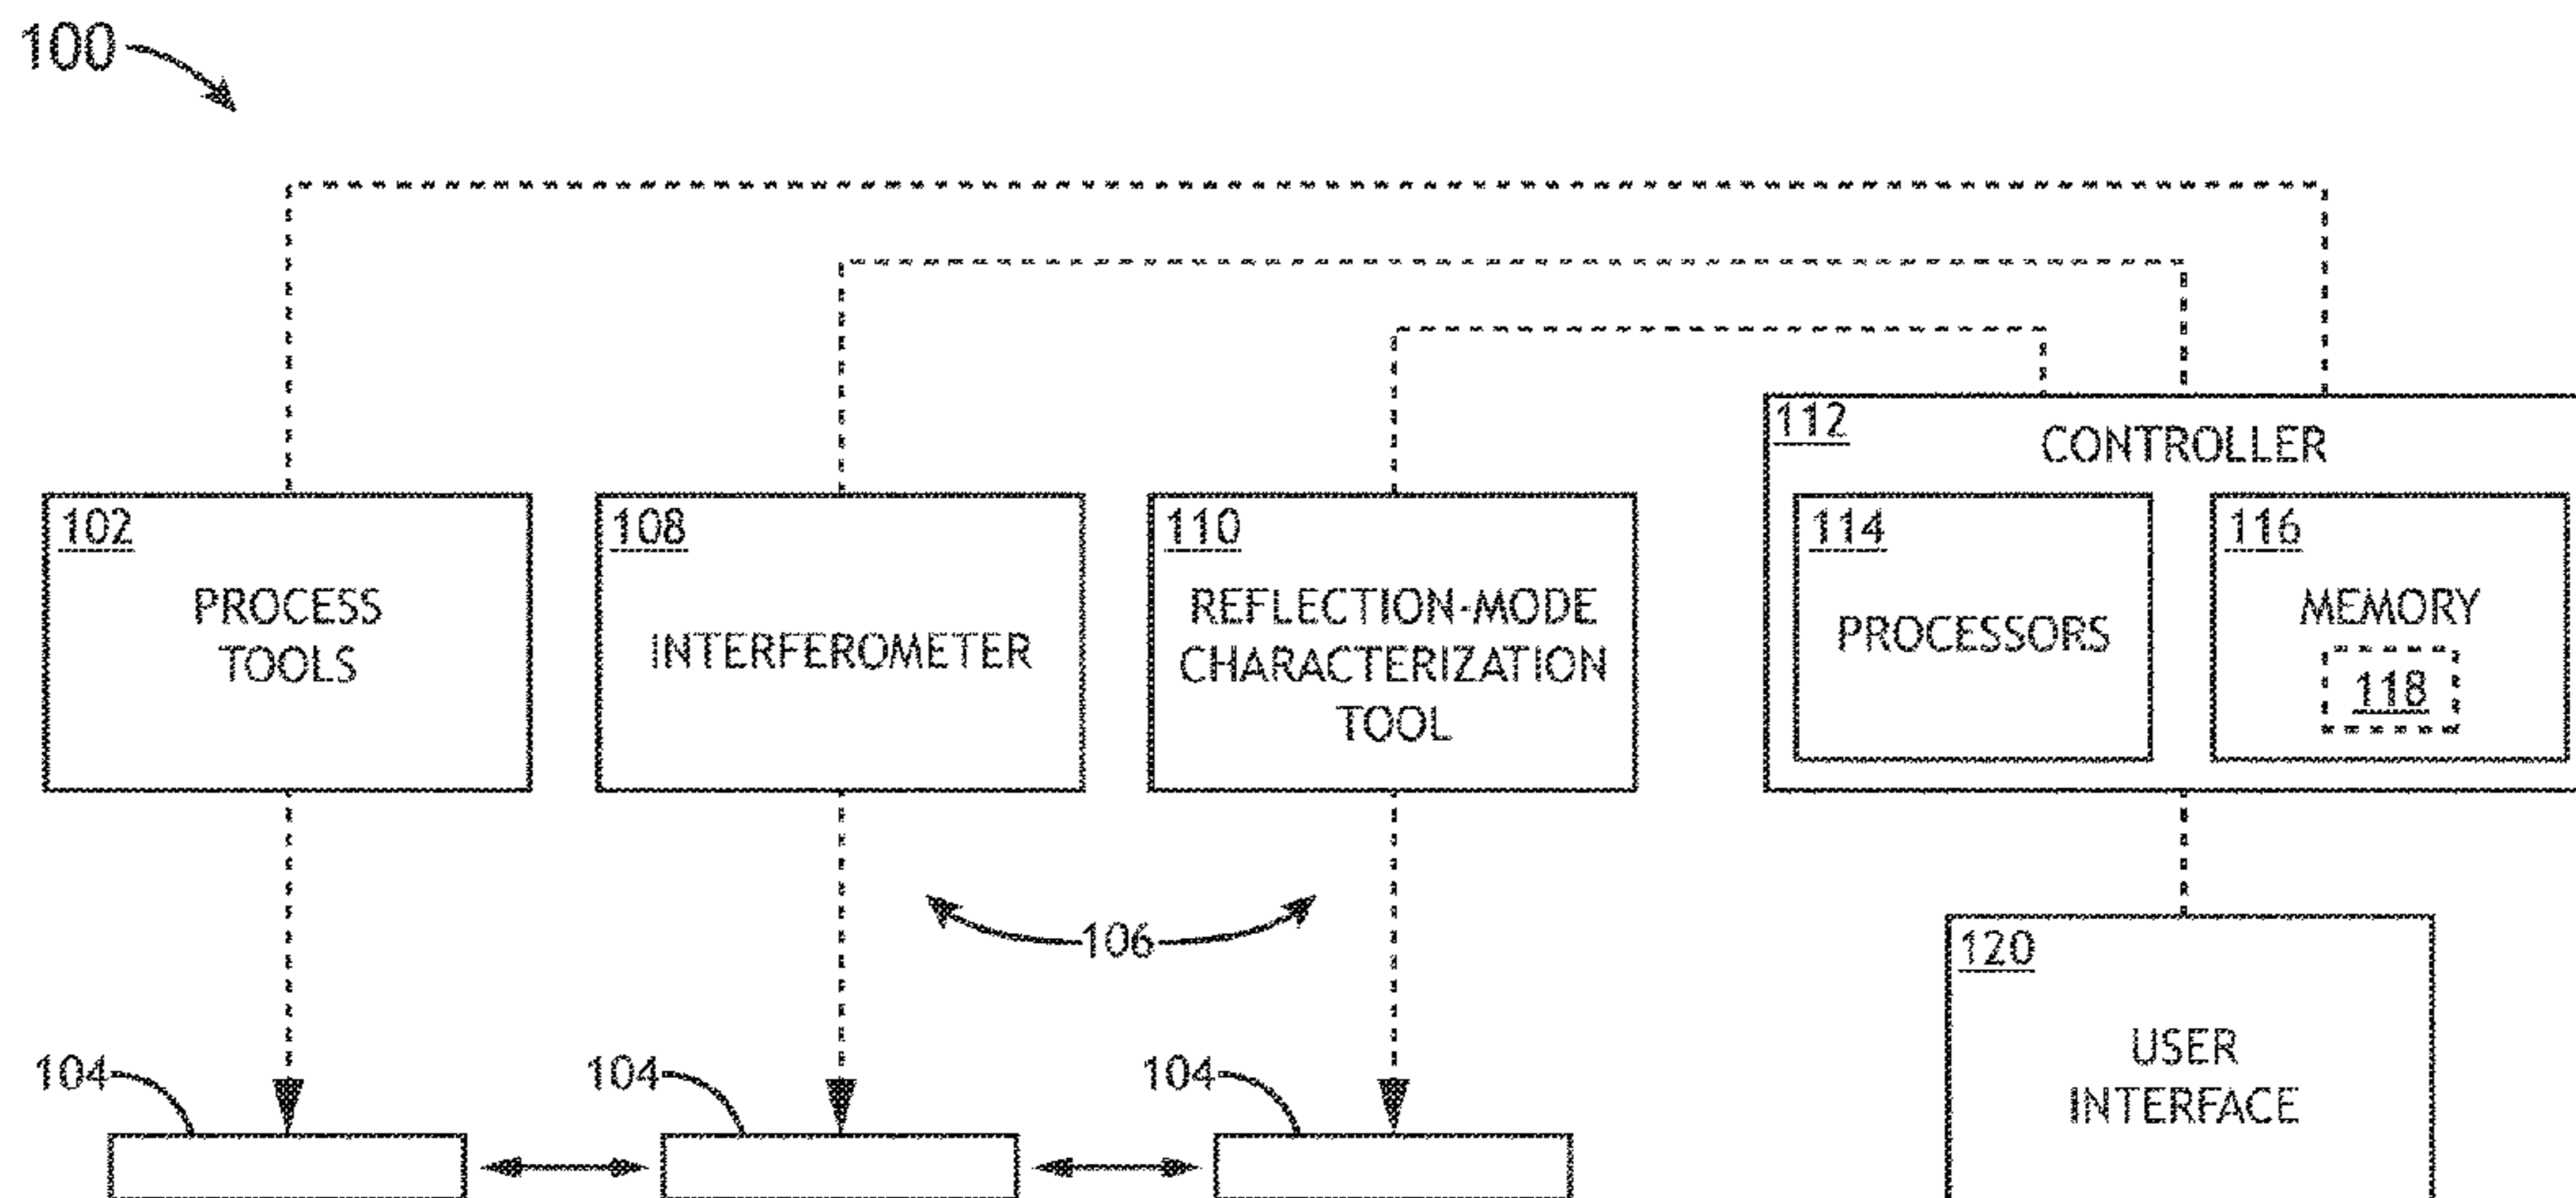 100
112
CONTROLLER
102
PROCESS
TOOLS
108
INTERFEROMETER
110
REFLECTION-MODE
CHARACTERIZATION
TOOL
114
PROCESSORS
116
MEMORY
118
106
120
USER
INTERFACE
104
104
104